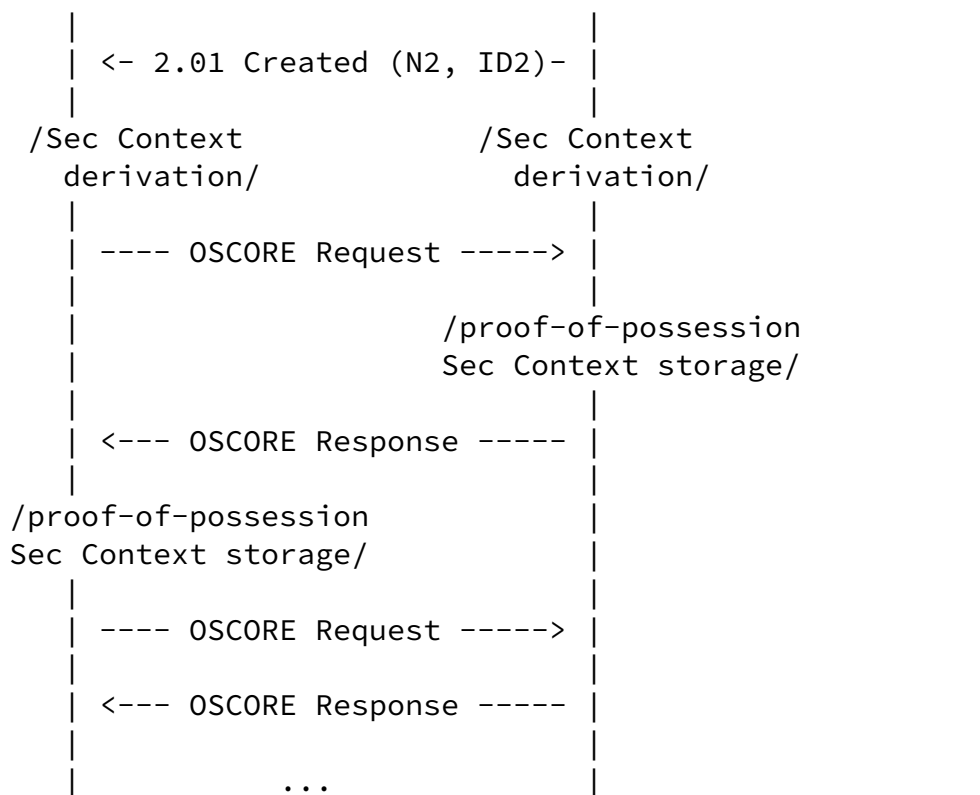 |                            |
| <- 2.01 Created (N2, ID2)- |
|                            |
/Sec Context             /Sec Context
derivation/              derivation/
|                            |
| ---- OSCORE Request -----> |
|                            |
|                    /proof-of-possession
|                    Sec Context storage/
|                            |
| <--- OSCORE Response ----- |
|                            |
/proof-of-possession         |
Sec Context storage/         |
|                            |
| ---- OSCORE Request -----> |
|                            |
| <--- OSCORE Response ----- |
|                            |
|           ...              |